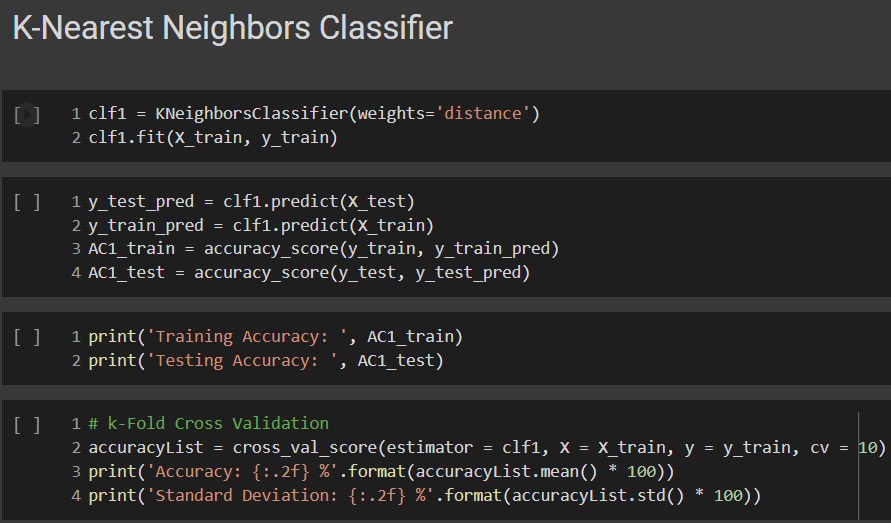 K-Nearest Neighbors Classifier
[ ] 1 clf1 = KNeighborsClassifier(weights='distance')
2 clf1.fit(X_train, y_train)
[ ] 1 y_test_pred = clf1.predict(X_test)
2 y_train_pred = clf1.predict(X_train)
3 AC1_train = accuracy_score(y_train, y_train_pred)
4 AC1_test = accuracy_score(y_test, y_test_pred)
[ ] 1 print('Training Accuracy: ', AC1_train)
2 print('Testing Accuracy: ', AC1_test)
[ ] 1 # k-Fold Cross Validation
2 accuracyList = cross_val_score(estimator = clf1, X = X_train, y = y_train, cv = 10)
3 print('Accuracy: {:.2f} %'.format(accuracyList.mean() * 100))
4 print('Standard Deviation: {:.2f} %'.format(accuracyList.std() * 100))